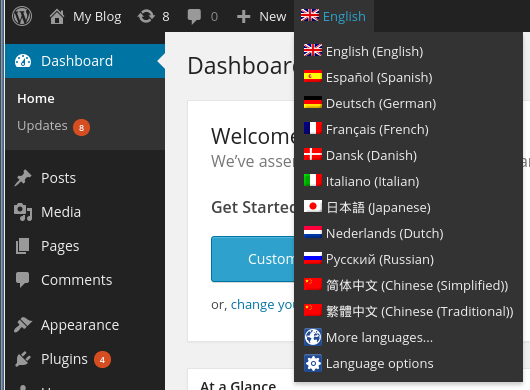 My Blog 8 0 New English
Dashboard
Home
Updates 8
Posts
Media
Pages
Comments
Appearance
Plugins 4
English (English)
Español (Spanish)
Deutsch (German)
Français (French)
Dansk (Danish)
Italiano (Italian)
日本語 (Japanese)
Nederlands (Dutch)
Русский (Russian)
简体中文 (Chinese (Simplified))
繁體中文 (Chinese (Traditional))
More languages...
Language options
Dashboar
Welcome
We've asse
Get Started
Custom
or, change you
At a Glance